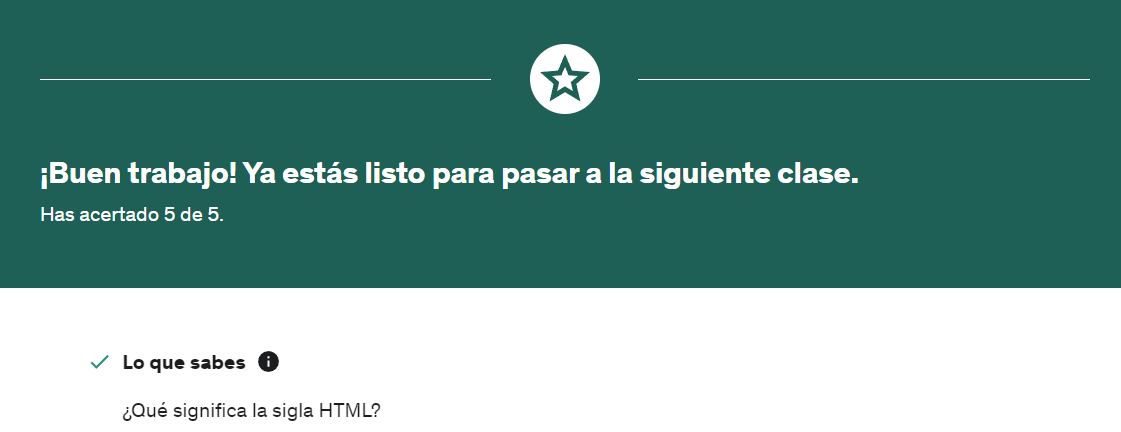 ¡Buen trabajo! Ya estás listo para pasar a la siguiente clase.
Has acertado 5 de 5.
Lo que sabes
¿Qué significa la sigla HTML?